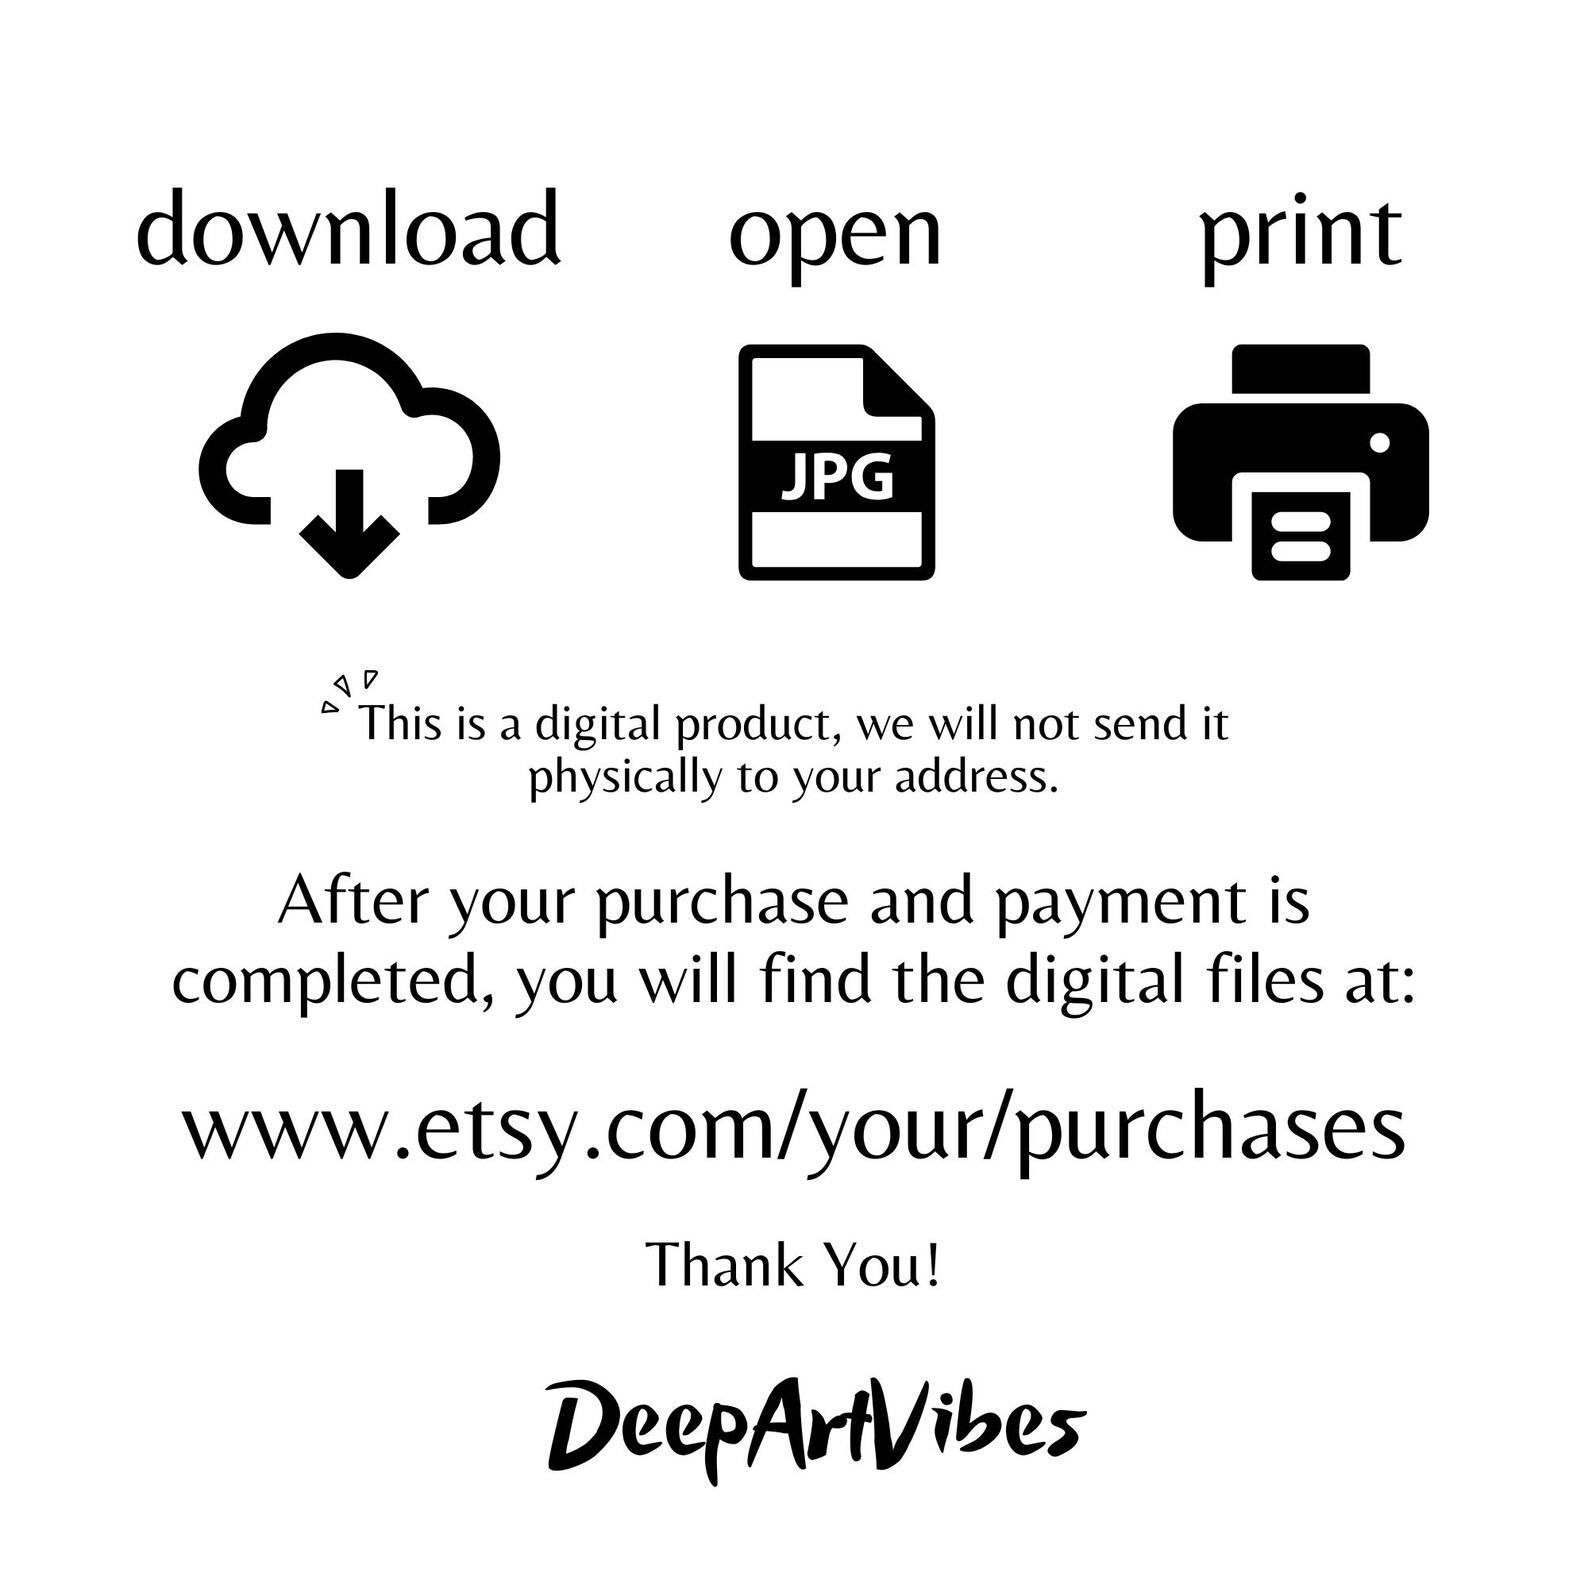 download open print
JPG
This is a digital product, we will not send it
physically to your address.
After your purchase and payment is
completed, you will find the digital files at:
www.etsy.com/your/purchases
Thank You!
DeepArtVibes